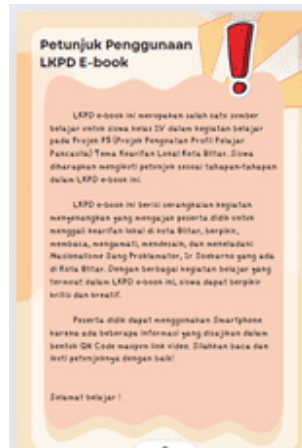 Petunjuk Penggunaan
LKPD E-book
LKPD e-book ini merupakan salah satu sumber
belajar untuk siswa kelas IV dalam kegiatan belajar
pada Projek P5 (Projek Penguatan Profil Pelajar
Pancasila) Tema Kearifan Lokal Kota Blitar. Siswa
diharapkan mengikuti petunjuk sesuai tahapan-tahapan
dalam LKPD e-book ini.
LKPD e-book ini berisi serangkaian kegiatan
menyenangkan yang mengajak peserta didik untuk
menggali kearifan lokal di kota Blitar, berpikir,
membaca, mengamati, mendesain, dan meneladani
Nasionalisme Sang Proklamator, Ir Soekarno yang ada
di Kota Blitar. Dengan berbagai kegiatan belajar yang
termuat dalam LKPD e-book ini, siswa dapat berpikir
kritis dan kreatif.
Peserta didik dapat menggunakan Smartphone
karena ada beberapa informasi yang disajikan dalam
bentuk QR Code maupun link video. Silahkan baca dan
ikuti petunjuknya dengan baik!
Selamat belajar !